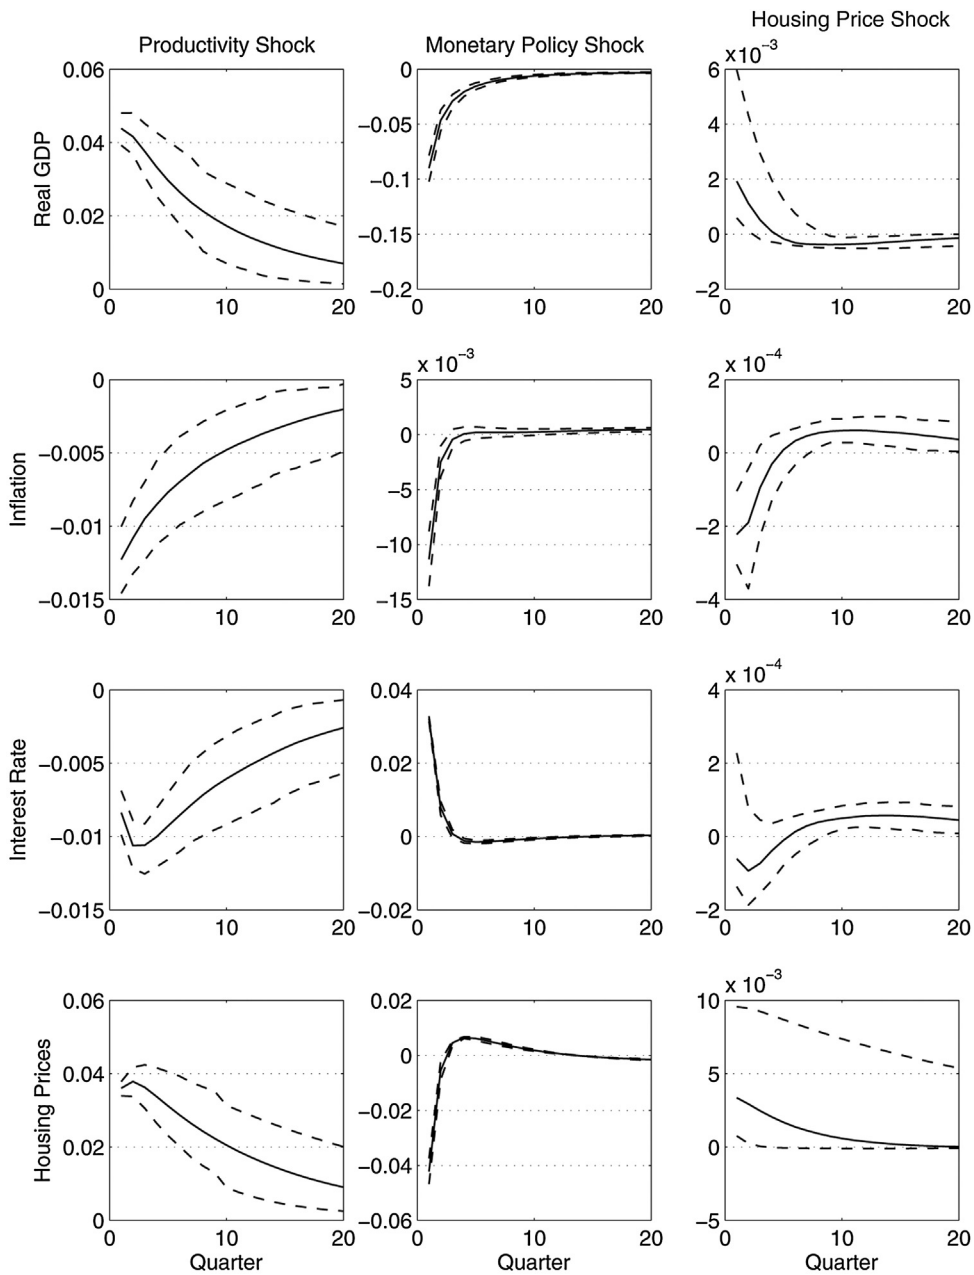 Productivity Shock
Monetary Policy Shock
Housing Price Shock
Real GDP
0.06
0.04
0.02
0
0 10 20
0
−0.05
−0.1
−0.15
−0.2
0 10 20
x10⁻³
6
4
2
0
−2
0 10 20
Inflation
0
−0.005
−0.01
−0.015
0 10 20
x 10⁻³
5
0
−5
−10
−15
0 10 20
x 10⁻⁴
2
0
−2
−4
0 10 20
Interest Rate
0
−0.005
−0.01
−0.015
0 10 20
0.04
0.02
0
−0.02
0 10 20
x 10⁻⁴
4
2
0
−2
0 10 20
Housing Prices
0.06
0.04
0.02
0
0 10 20
Quarter
0.02
0
−0.02
−0.04
−0.06
0 10 20
Quarter
x 10⁻³
10
5
0
−5
0 10 20
Quarter